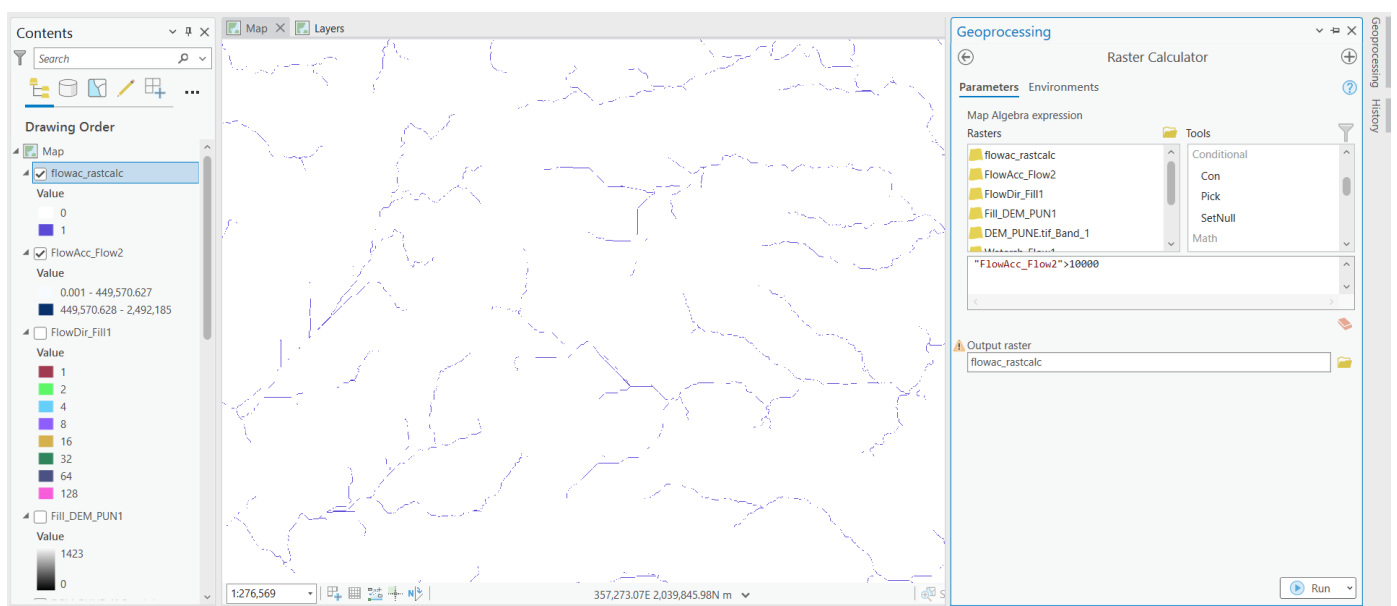 Contents
Search
Drawing Order
Map
flowac_rastcalc
Value
0
1
FlowAcc_Flow2
Value
0.001 - 449,570.627
449,570.628 - 2,492,185
FlowDir_Fill1
Value
1
2
4
8
16
32
64
128
Fill_DEM_PUN1
Value
1423
0
Map Layers
1:276,569
357,273.07E 2,039,845.98N m
Geoprocessing
Raster Calculator
Parameters Environments
Map Algebra expression
Rasters
flowac_rastcalc
FlowAcc_Flow2
FlowDir_Fill1
Fill_DEM_PUN1
DEM_PUNE.tif_Band_1
Tools
Conditional
Con
Pick
SetNull
Math
"FlowAcc_Flow2">10000
Output raster
flowac_rastcalc
Run
Geoprocessing
History